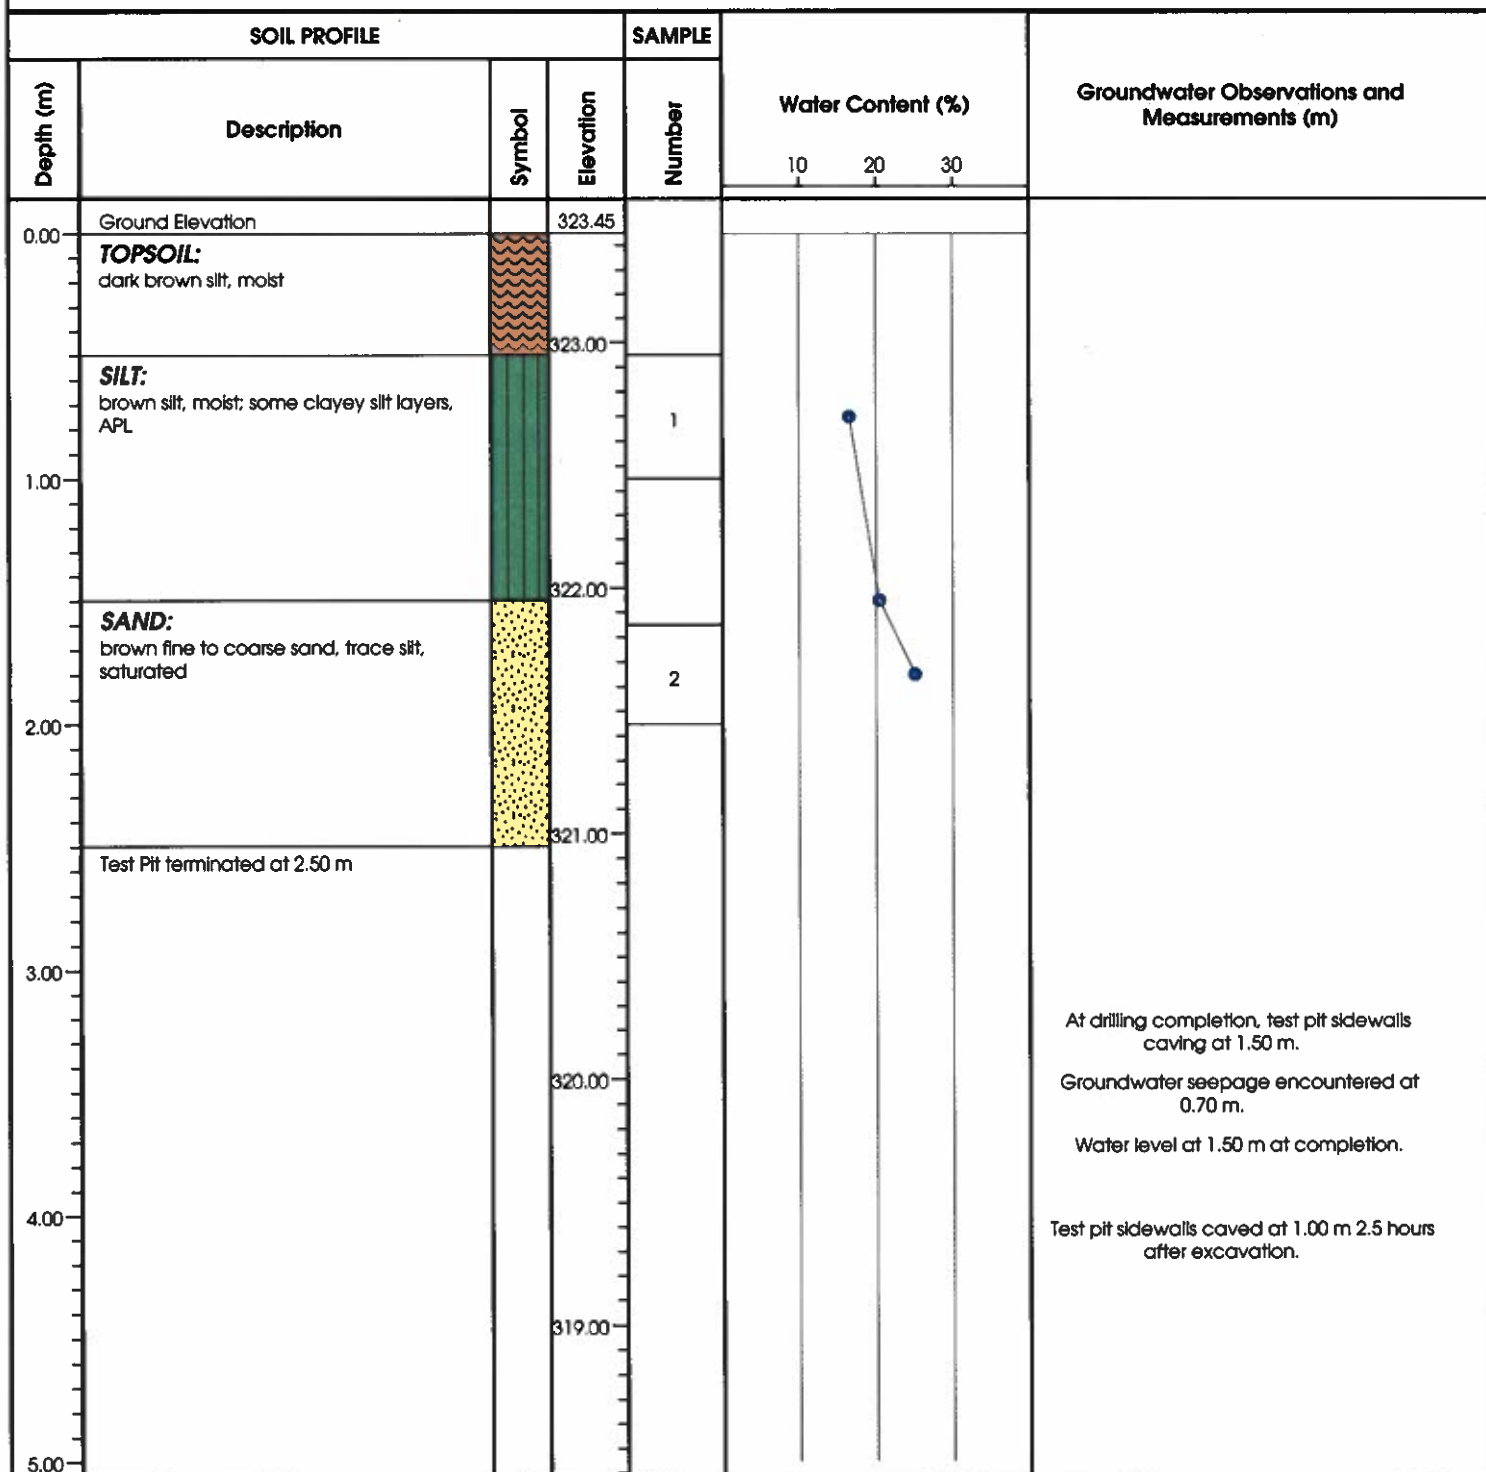 SOIL PROFILE
SAMPLE
Depth (m)
Description
Symbol
Elevation
Number
Water Content (%)
10 20 30
Groundwater Observations and
Measurements (m)
Ground Elevation
323.45
0.00
TOPSOIL:
dark brown silt, moist
323.00
SILT:
brown silt, moist; some clayey silt layers,
APL
1
1.00
322.00
SAND:
brown fine to coarse sand, trace silt,
saturated
2
2.00
321.00
Test Pit terminated at 2.50 m
3.00
At drilling completion, test pit sidewalls
caving at 1.50 m.
320.00
Groundwater seepage encountered at
0.70 m.
Water level at 1.50 m at completion.
4.00
Test pit sidewalls caved at 1.00 m 2.5 hours
after excavation.
319.00
5.00